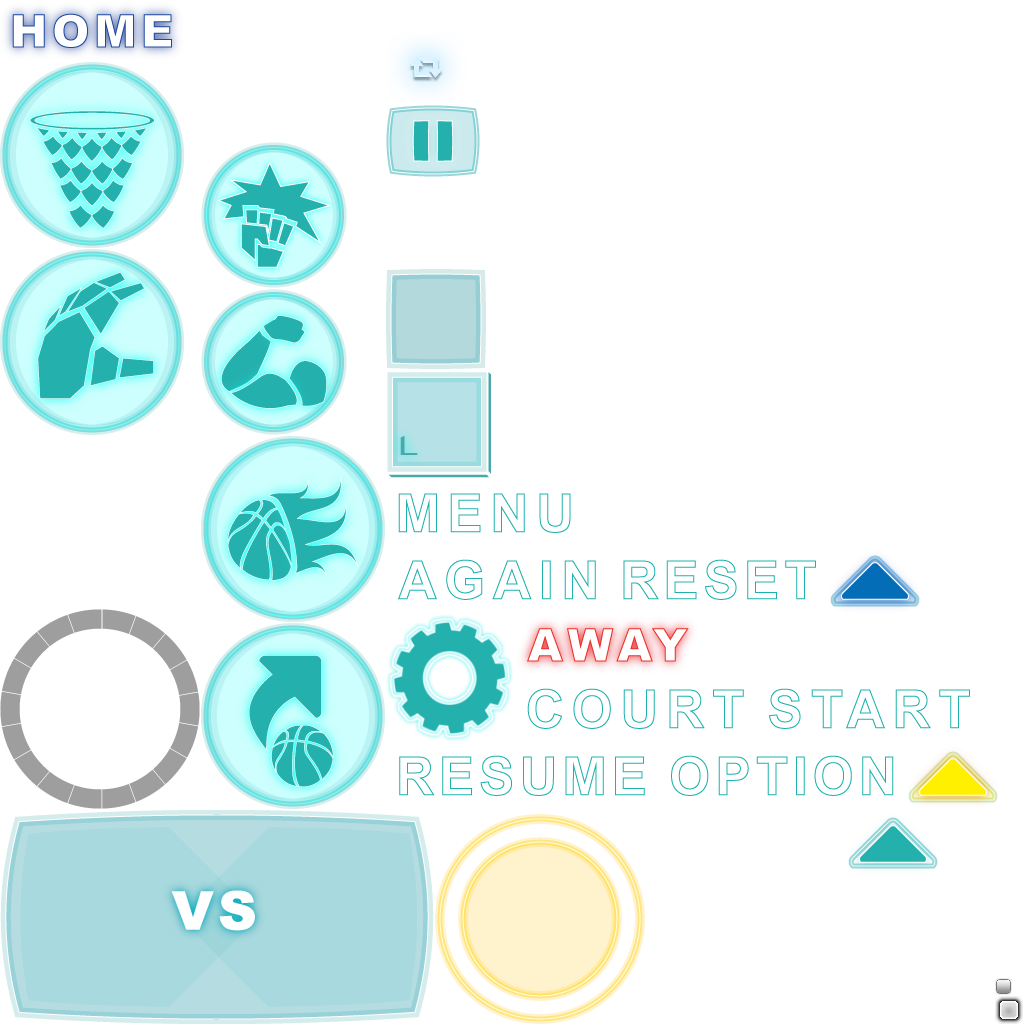 HOME
L
MENU
AGAIN RESET
AWAY
COURT START
RESUME OPTION
VS